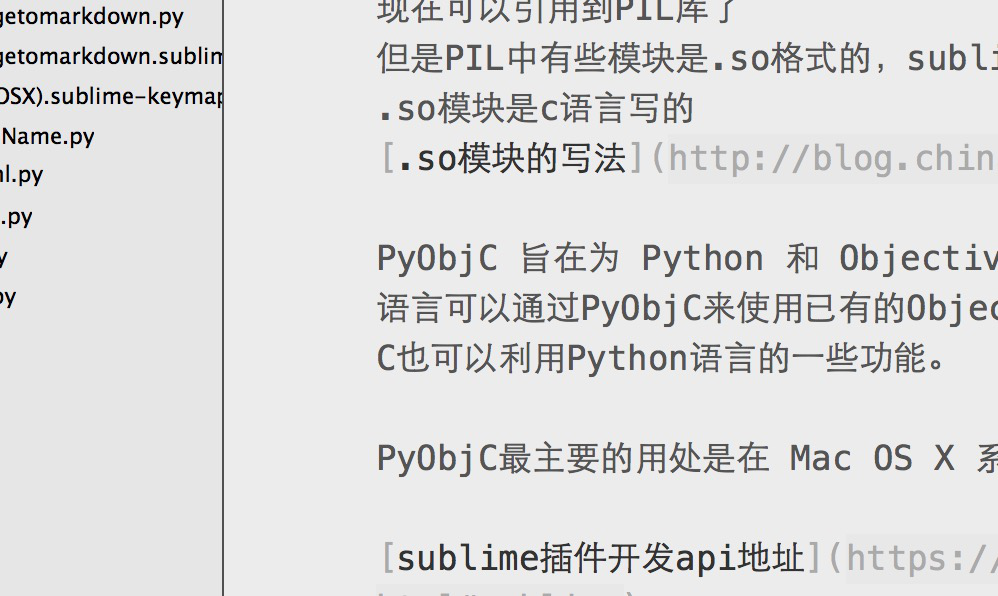 getomarkdown.py
getomarkdown.sublim
OSX).sublime-keymap
Name.py
nl.py
.py
y
py
现在可以引用到PIL库了
但是PIL中有些模块是.so格式的，subli
.so模块是c语言写的
[.so模块的写法](http://blog.chin
PyObjC 旨在为 Python 和 Objectiv
语言可以通过PyObjC来使用已有的Objec
C也可以利用Python语言的一些功能。
PyObjC最主要的用处是在 Mac OS X 系
[sublime插件开发api地址](https://